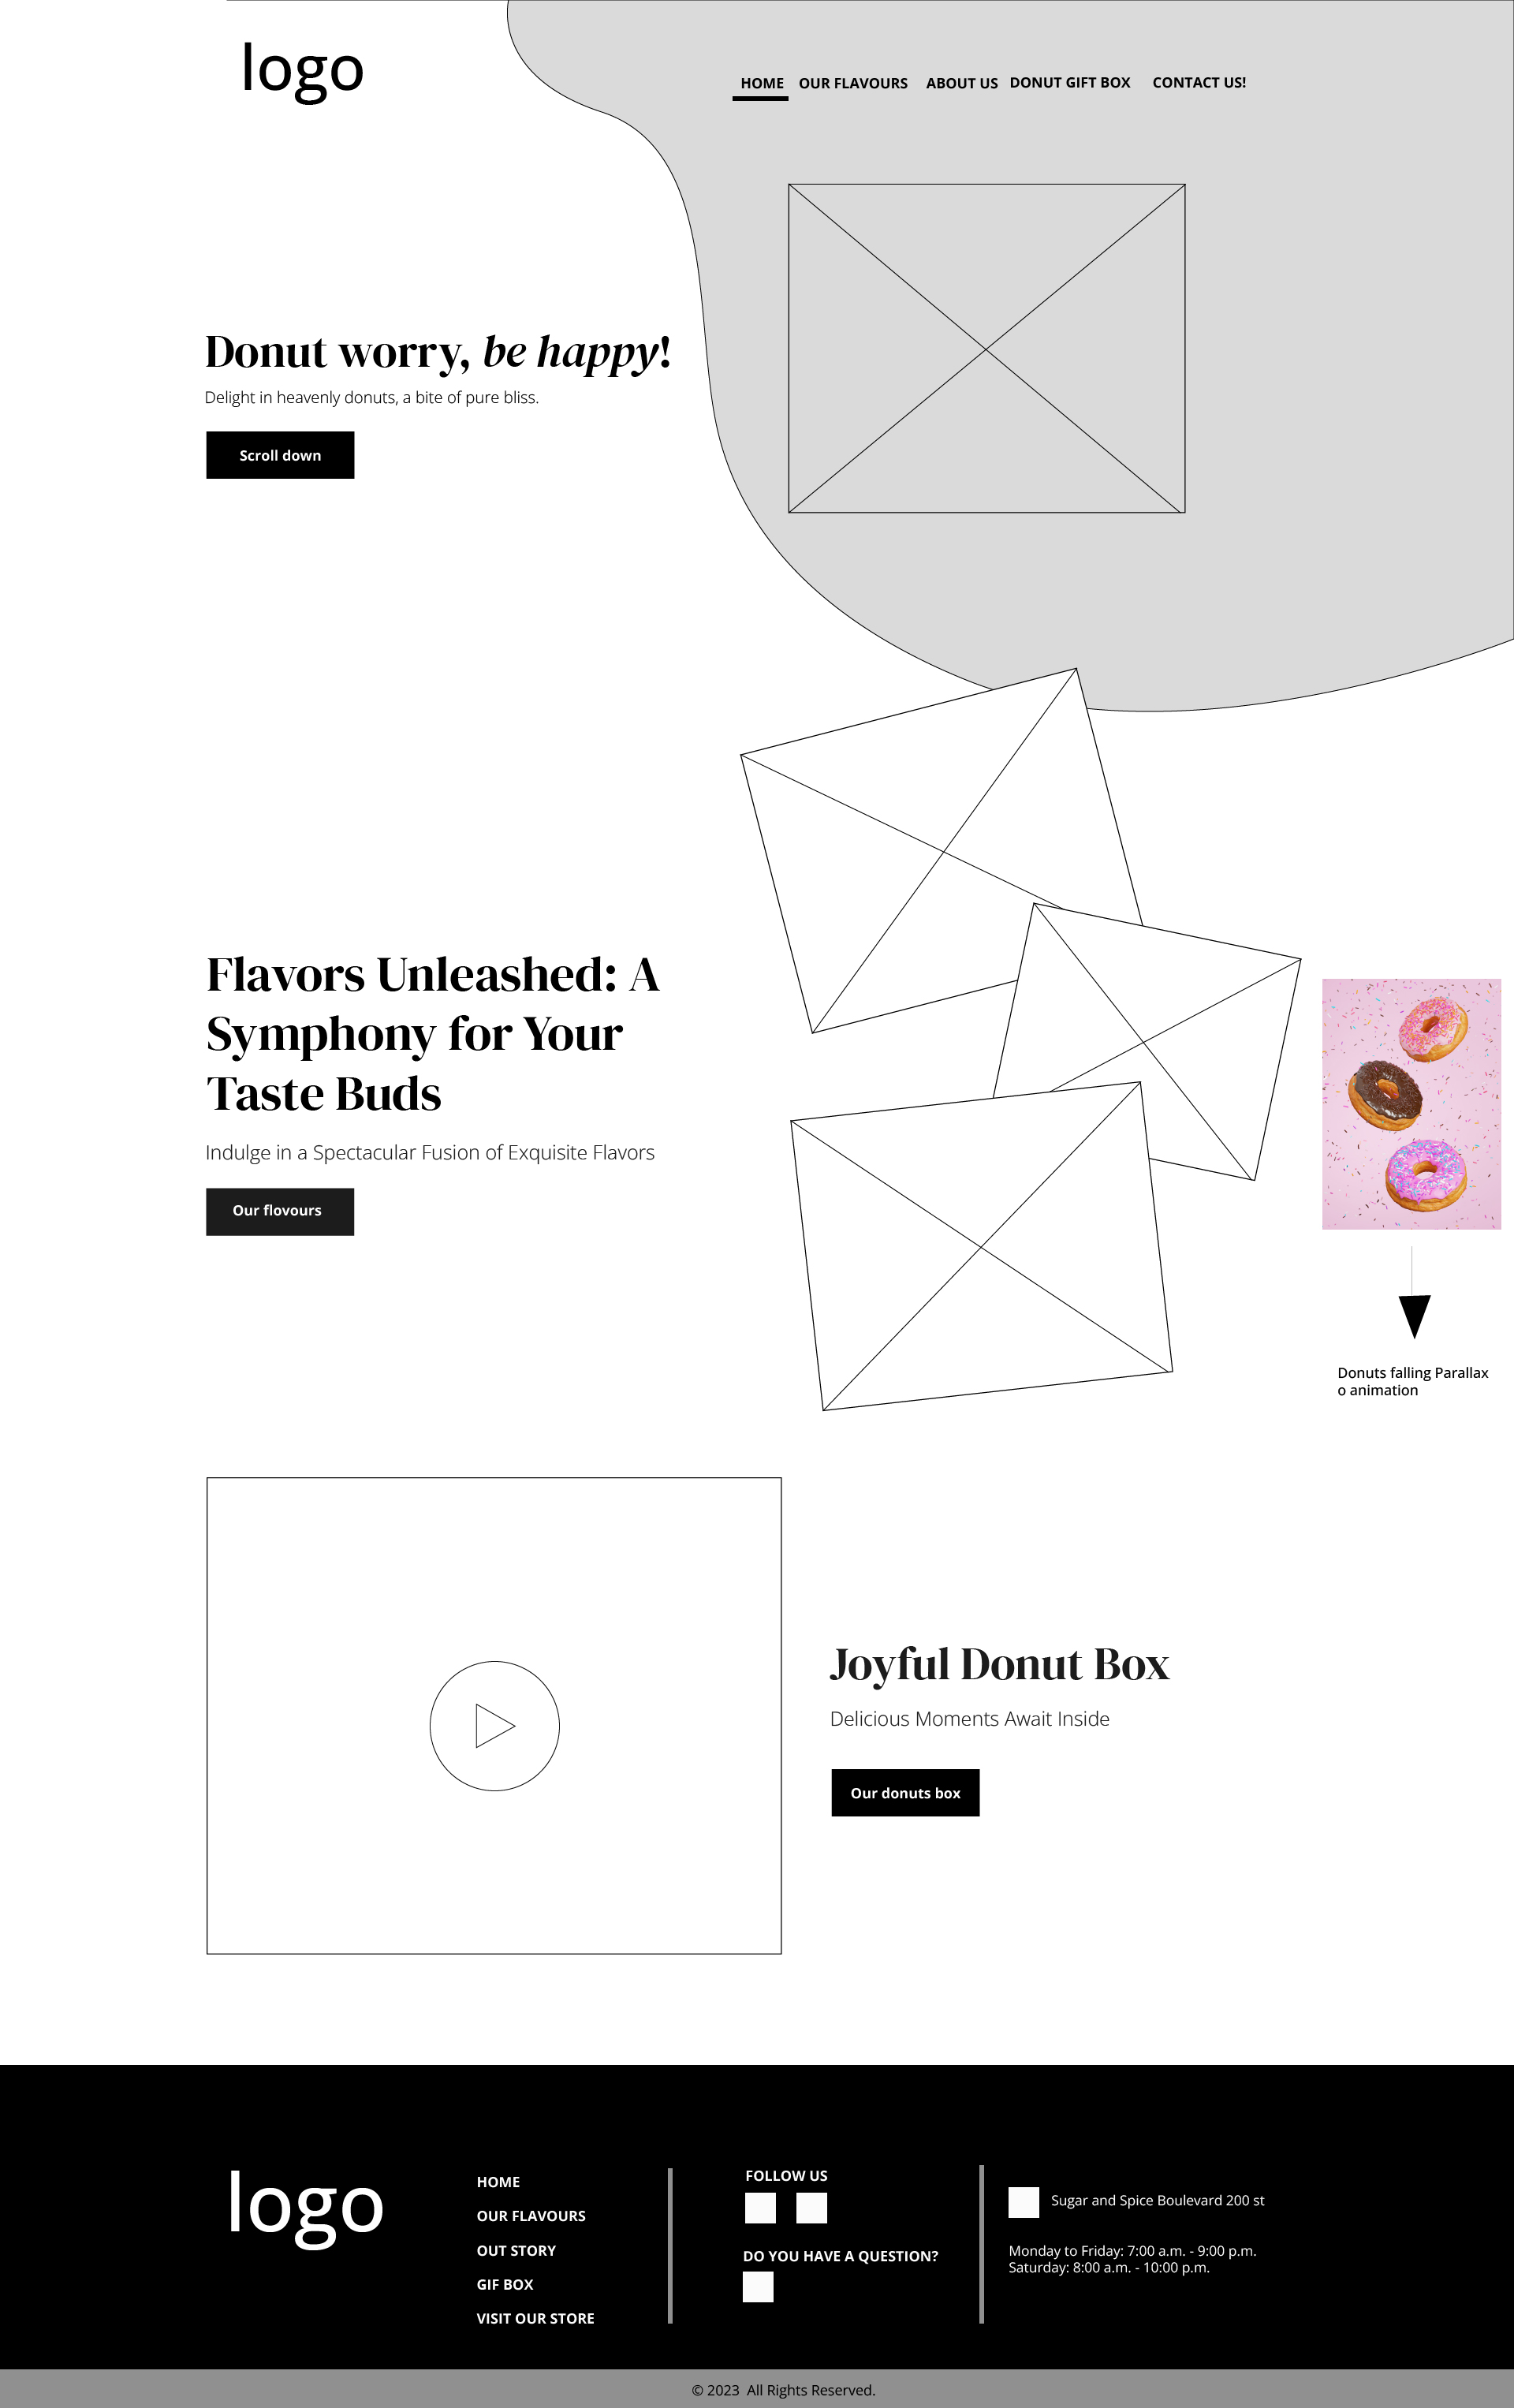 logo
HOME OUR FLAVOURS ABOUT US DONUT GIFT BOX CONTACT US!
Donut worry, be happy!
Delight in heavenly donuts, a bite of pure bliss.
Scroll down
Flavors Unleashed: A
Symphony for Your
Taste Buds
Indulge in a Spectacular Fusion of Exquisite Flavors
Our flovours
Donuts falling Parallax
o animation
Joyful Donut Box
Delicious Moments Await Inside
Our donuts box
logo
HOME
OUR FLAVOURS
OUT STORY
GIF BOX
VISIT OUR STORE
FOLLOW US
DO YOU HAVE A QUESTION?
Sugar and Spice Boulevard 200 st
Monday to Friday: 7:00 a.m. - 9:00 p.m.
Saturday: 8:00 a.m. - 10:00 p.m.
© 2023 All Rights Reserved.